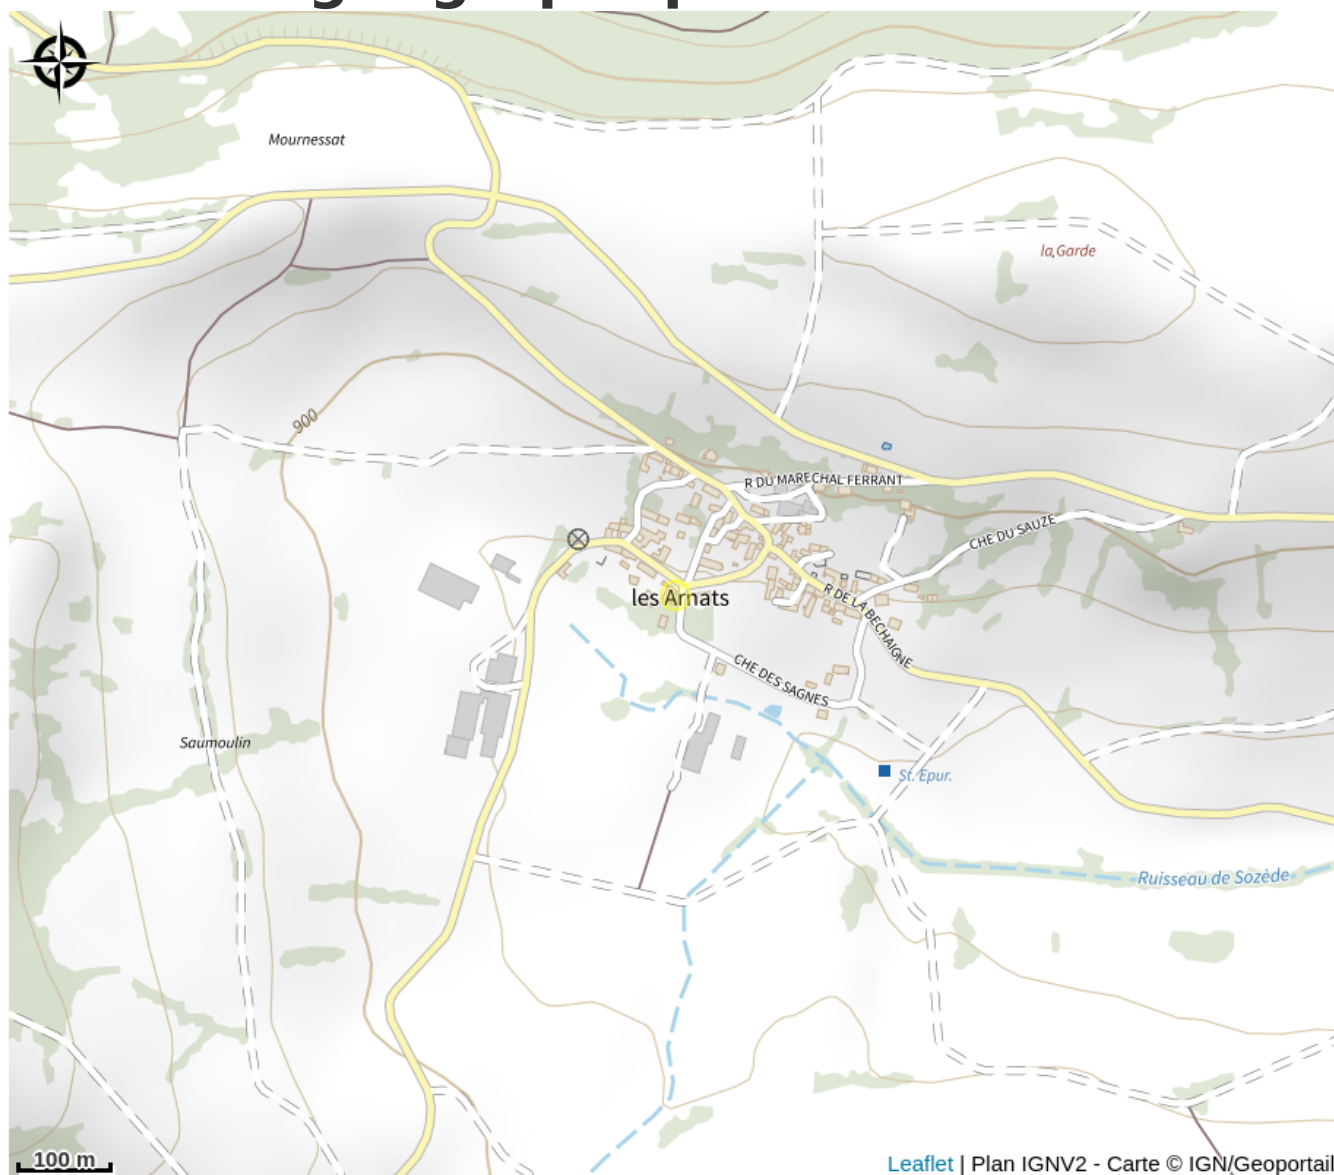 Mournessat
la Garde
900
R DU MARECHAL FERRANT
CHE DU SAUZE
les Arnats
R DE LA BECHAIGNE
CHE DES SAGNES
Saumoulin
St. Epur.
Ruisseau de Sozède
100 m
Leaflet | Plan IGNV2 - Carte © IGN/Geoportail